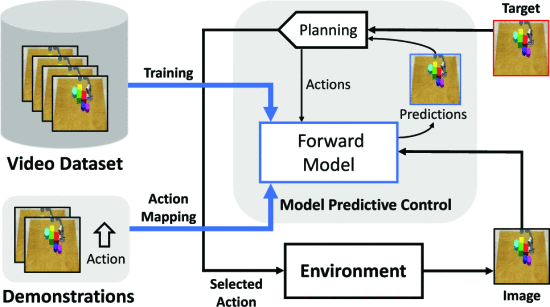 Target
Planning
Training
Actions
Predictions
Video Dataset
Forward
Model
Action
Mapping
Model Predictive Control
Action
Demonstrations
Selected
Action
Environment
Image